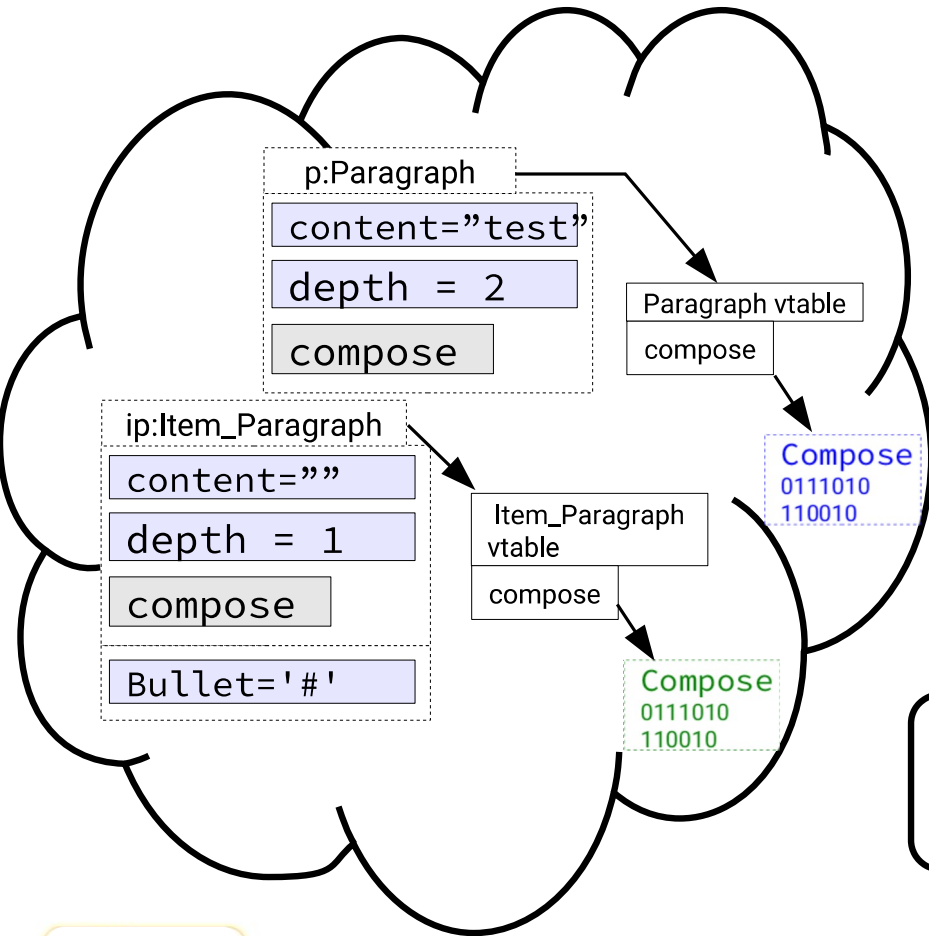 p:Paragraph
content=”test”
depth = 2
compose
Paragraph vtable
compose
Compose
0111010
110010
ip:Item_Paragraph
content=””
depth = 1
compose
Bullet='#'
Item_Paragraph
vtable
compose
Compose
0111010
110010